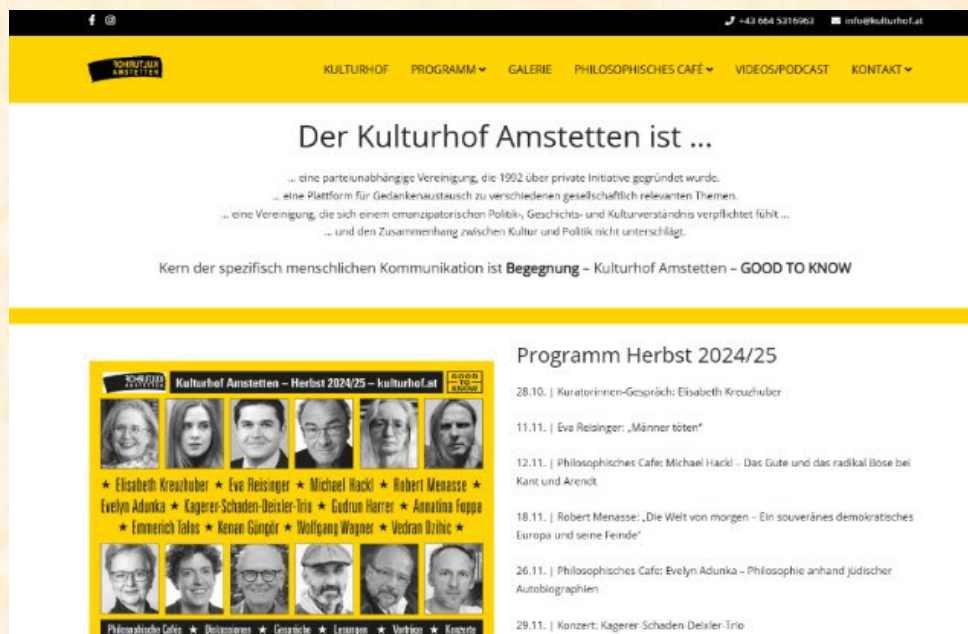 +43 664 5316963 info@kulturhof.at
KULTURHOF
AMSTETTEN
KULTURHOF PROGRAMM GALERIE PHILOSOPHISCHES CAFÉ VIDEOS/PODCAST KONTAKT
Der Kulturhof Amstetten ist ...
... eine parteiunabhängige Vereinigung, die 1992 über private Initiative gegründet wurde.
... eine Plattform für Gedankenaustausch zu verschiedenen gesellschaftlich relevanten Themen.
... eine Vereinigung, die sich einem emanzipatorischen Politik-, Geschichts- und Kulturverständnis verpflichtet fühlt ...
... und den Zusammenhang zwischen Kultur und Politik nicht unterschlägt.
Kern der spezifisch menschlichen Kommunikation ist Begegnung – Kulturhof Amstetten – GOOD TO KNOW
KULTURHOF
AMSTETTEN
Kulturhof Amstetten – Herbst 2024/25 – kulturhof.at
GOOD
TO
KNOW
★ Elisabeth Kreuzhuber ★ Eva Reisinger ★ Michael Hackl ★ Robert Menasse ★
Evelyn Adunka ★ Kagerer-Schaden-Deixler-Trio ★ Gudrun Harrer ★ Annatina Foppa
★ Emmerich Talos ★ Kenan Güngör ★ Wolfgang Wagner ★ Vedran Dzihic ★
Philosophische Cafés ★ Diskussionen ★ Gespräche ★ Lesungen ★ Vorträge ★ Konzerte
Programm Herbst 2024/25
28.10. | Kuratorinnen-Gespräch: Elisabeth Kreuzhuber
11.11. | Eva Reisinger: „Männer töten"
12.11. | Philosophisches Cafe: Michael Hackl – Das Gute und das radikal Böse bei
Kant und Arendt
18.11. | Robert Menasse: „Die Welt von morgen – Ein souveränes demokratisches
Europa und seine Feinde"
26.11. | Philosophisches Cafe: Evelyn Adunka – Philosophie anhand jüdischer
Autobiographien
29.11. | Konzert: Kagerer-Schaden-Deixler-Trio